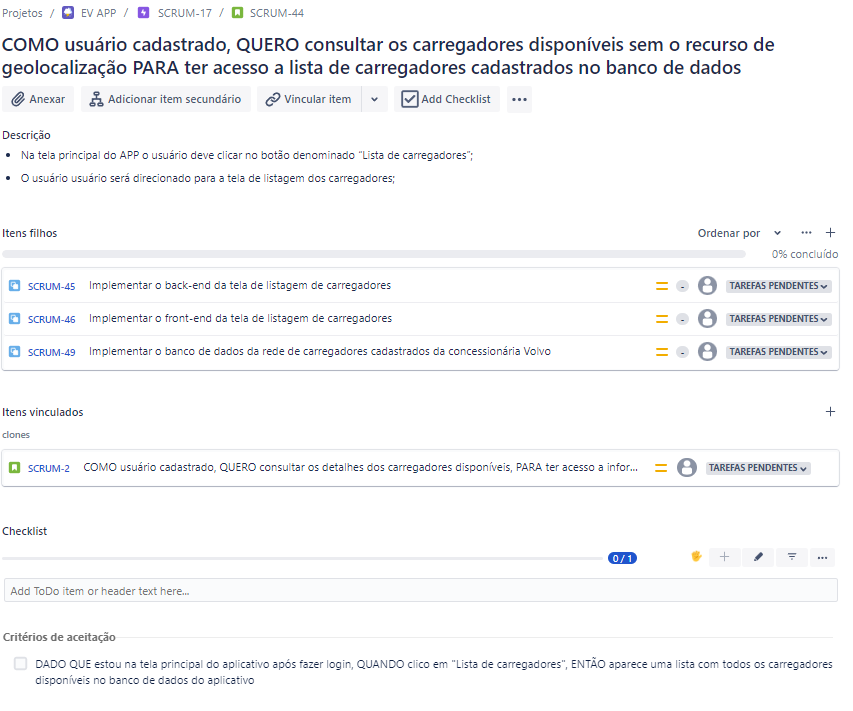 Projetos / EV APP / SCRUM-17 / SCRUM-44
COMO usuário cadastrado, QUERO consultar os carregadores disponíveis sem o recurso de
geolocalização PARA ter acesso a lista de carregadores cadastrados no banco de dados
Anexar Adicionar item secundário Vincular item Add Checklist
Descrição
• Na tela principal do APP o usuário deve clicar no botão denominado “Lista de carregadores”;
• O usuário usuário será direcionado para a tela de listagem dos carregadores;
Itens filhos Ordenar por
0% concluído
SCRUM-45 Implementar o back-end da tela de listagem de carregadores - TAREFAS PENDENTES
SCRUM-46 Implementar o front-end da tela de listagem de carregadores - TAREFAS PENDENTES
SCRUM-49 Implementar o banco de dados da rede de carregadores cadastrados da concessionária Volvo - TAREFAS PENDENTES
Itens vinculados
clones
SCRUM-2 COMO usuário cadastrado, QUERO consultar os detalhes dos carregadores disponíveis, PARA ter acesso a infor... TAREFAS PENDENTES
Checklist
0 / 1
Add ToDo item or header text here...
Critérios de aceitação
DADO QUE estou na tela principal do aplicativo após fazer login, QUANDO clico em “Lista de carregadores”, ENTÃO aparece uma lista com todos os carregadores
disponíveis no banco de dados do aplicativo